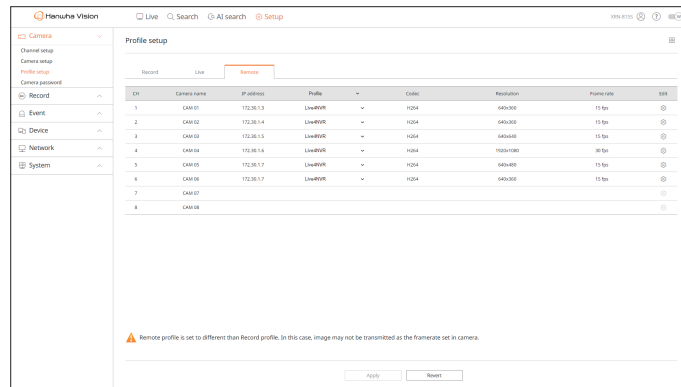 Hanwha Vision
Live Search AI search Setup
XRN-815S
Camera
Channel setup
Camera setup
Profile setup
Camera password
Record
Event
Device
Network
System
Profile setup
Record Live Remote
CH Camera name IP address Profile Codec Resolution Frame rate Edit
1 CAM 01 172.30.1.3 Live4NVR H264 640x360 15 fps
2 CAM 02 172.30.1.4 Live4NVR H264 640x360 15 fps
3 CAM 03 172.30.1.5 Live4NVR H264 640x640 15 fps
4 CAM 04 172.30.1.6 Live4NVR H264 1920x1080 30 fps
5 CAM 05 172.30.1.7 Live4NVR H264 640x480 15 fps
6 CAM 06 172.30.1.7 Live4NVR H264 640x360 15 fps
7 CAM 07
8 CAM 08
Remote profile is set to different than Record profile. In this case, image may not be transmitted as the framerate set in camera.
Apply Revert